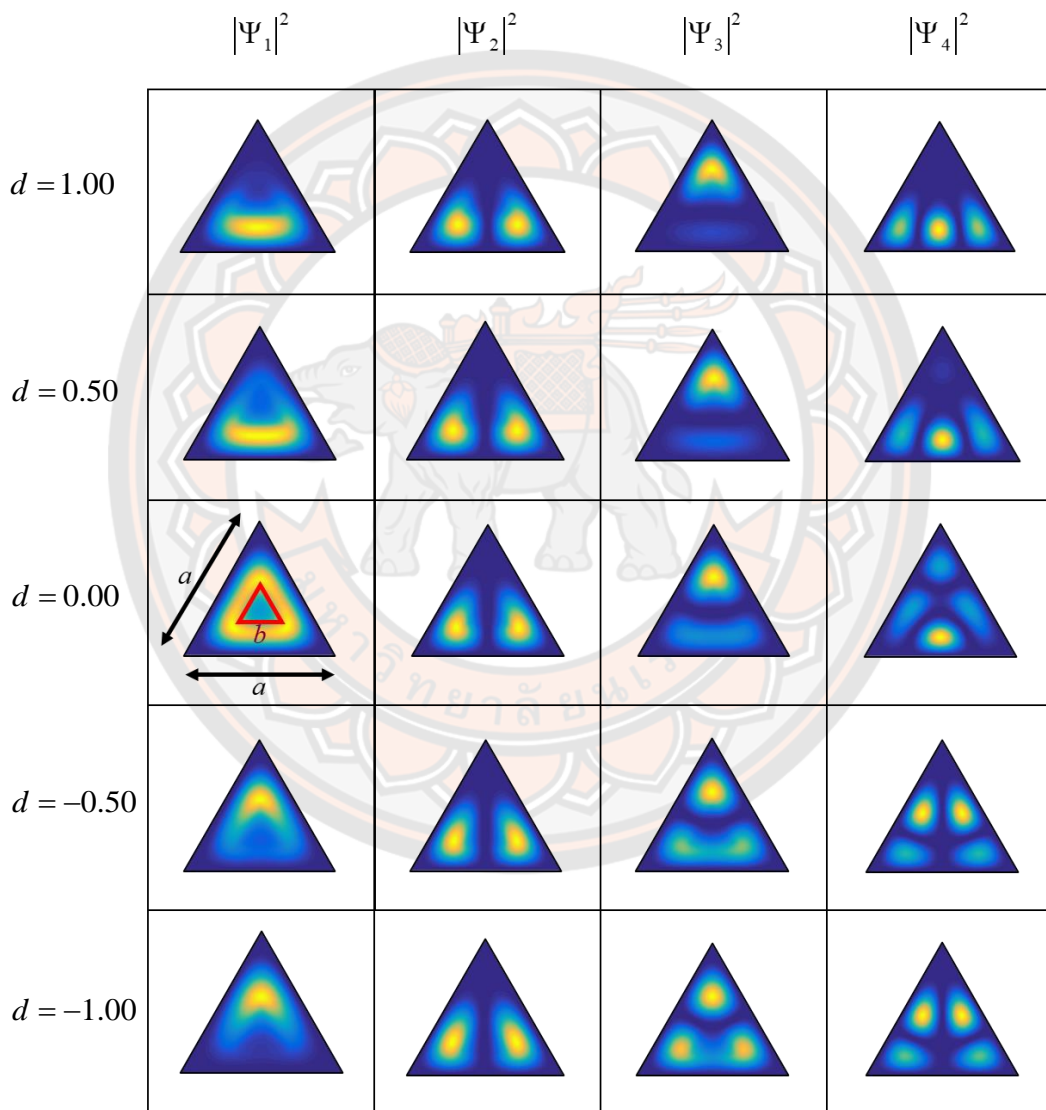 |Ψ₁|² |Ψ₂|² |Ψ₃|² |Ψ₄|²
d = 1.00
d = 0.50
d = 0.00
a
b
a
d = −0.50
d = −1.00